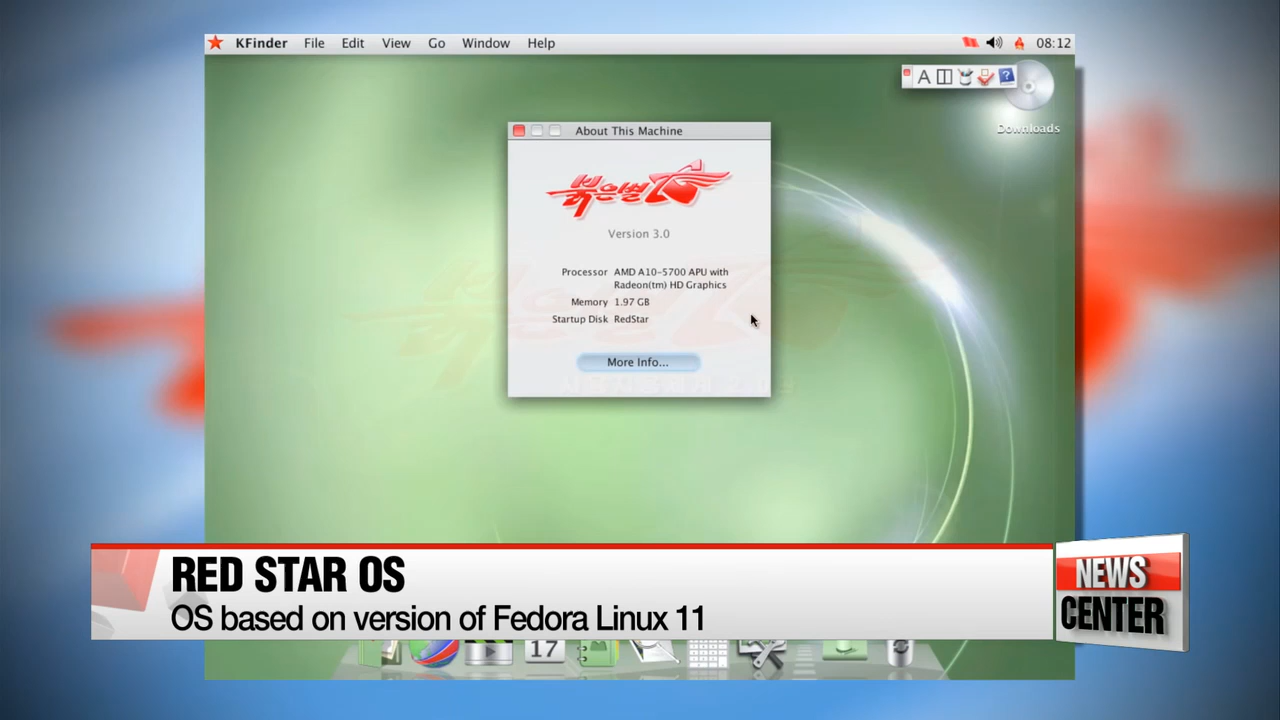 KFinder File Edit View Go Window Help 08:12
A
Downloads
About This Machine
붉은별
Version 3.0
Processor AMD A10-5700 APU with
Radeon(tm) HD Graphics
Memory 1.97 GB
Startup Disk RedStar
More Info...
RED STAR OS
OS based on version of Fedora Linux 11
NEWS
CENTER
17